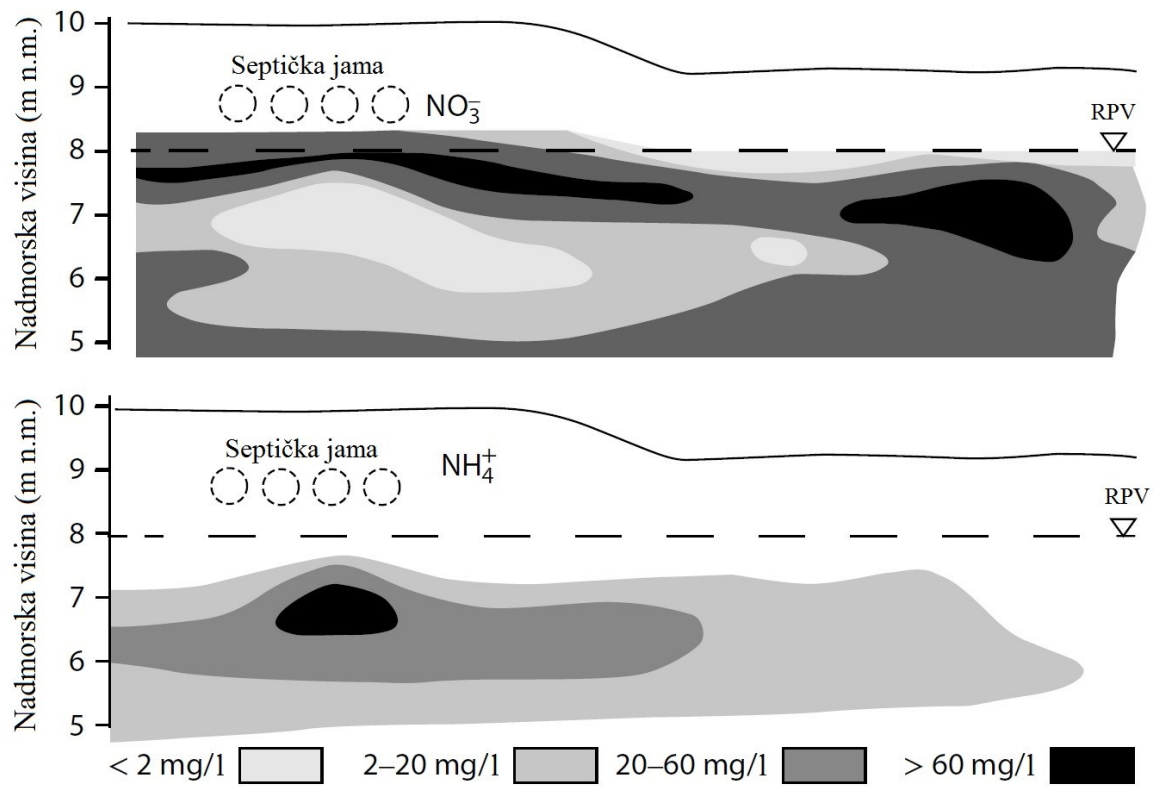 Nadmorska visina (m n.m.)
10
9
8
7
6
5
Septička jama
NO₃⁻
RPV
Nadmorska visina (m n.m.)
10
9
8
7
6
5
Septička jama
NH₄⁺
RPV
< 2 mg/l 2–20 mg/l 20–60 mg/l > 60 mg/l